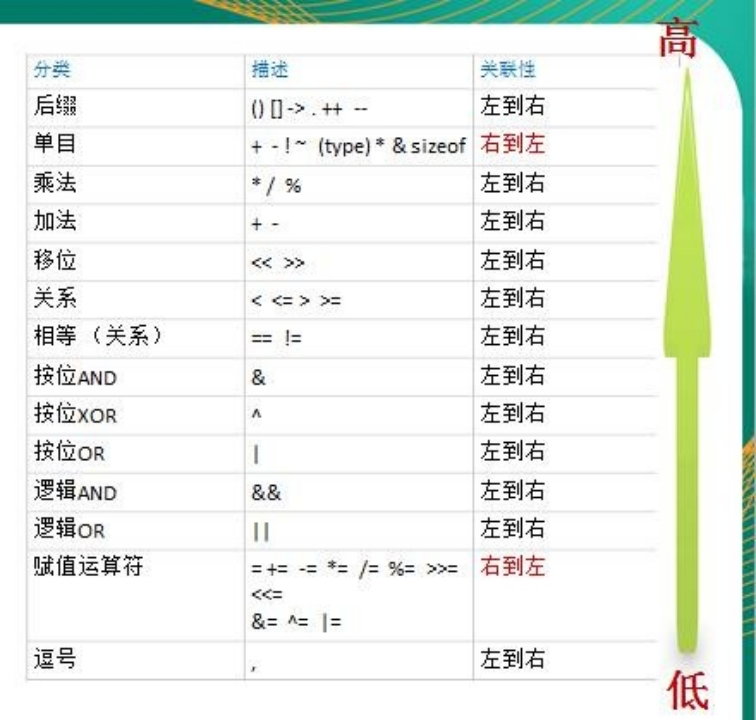 高
分类 描述 关联性
后缀 () [] -> . ++ -- 左到右
单目 + - ! ~ (type) * & sizeof 右到左
乘法 * / % 左到右
加法 + - 左到右
移位 << >> 左到右
关系 < <= > >= 左到右
相等（关系） == != 左到右
按位AND & 左到右
按位XOR ^ 左到右
按位OR | 左到右
逻辑AND && 左到右
逻辑OR || 左到右
赋值运算符 = += -= *= /= %= >>= 右到左
<<=
&= ^= |=
逗号 , 左到右
低